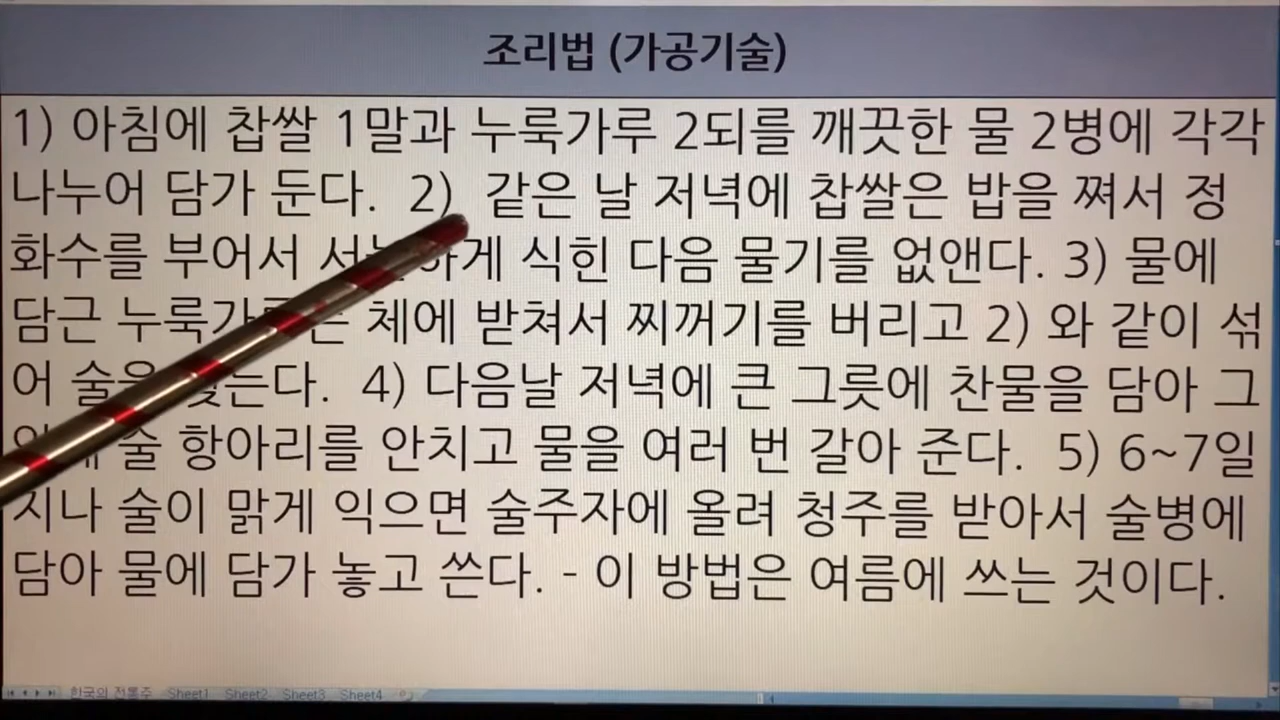 조리법 (가공기술)
1) 아침에 찹쌀 1말과 누룩가루 2되를 깨끗한 물 2병에 각각
나누어 담가 둔다. 2) 같은 날 저녁에 찹쌀은 밥을 쪄서 정
화수를 부어서 식힌 다음 물기를 없앤다. 3) 물에
담근 체에 받쳐서 찌꺼기를 버리고 2) 와 같이 섞
어 4) 다음날 저녁에 큰 그릇에 찬물을 담아 그
술 항아리를 안치고 물을 여러 번 갈아 준다. 5) 6~7일
지나 술이 맑게 익으면 술주자에 올려 청주를 받아서 술병에
담아 물에 담가 놓고 쓴다. - 이 방법은 여름에 쓰는 것이다.
한국의 전통주 Sheet1 Sheet2 Sheet3 Sheet4